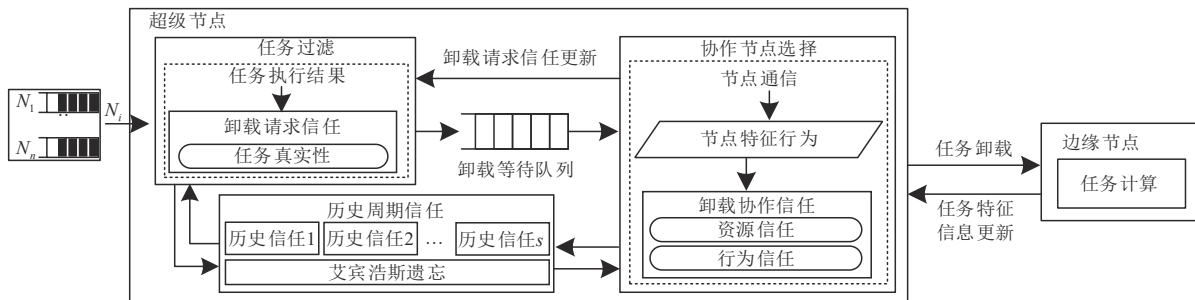 超级节点
任务过滤
任务执行结果
卸载请求信任
任务真实性
N1
..
Nn
Ni
卸载请求信任更新
卸载等待队列
历史周期信任
历史信任1
历史信任2
…
历史信任s
艾宾浩斯遗忘
协作节点选择
节点通信
节点特征行为
卸载协作信任
资源信任
行为信任
任务卸载
任务特征
信息更新
边缘节点
任务计算